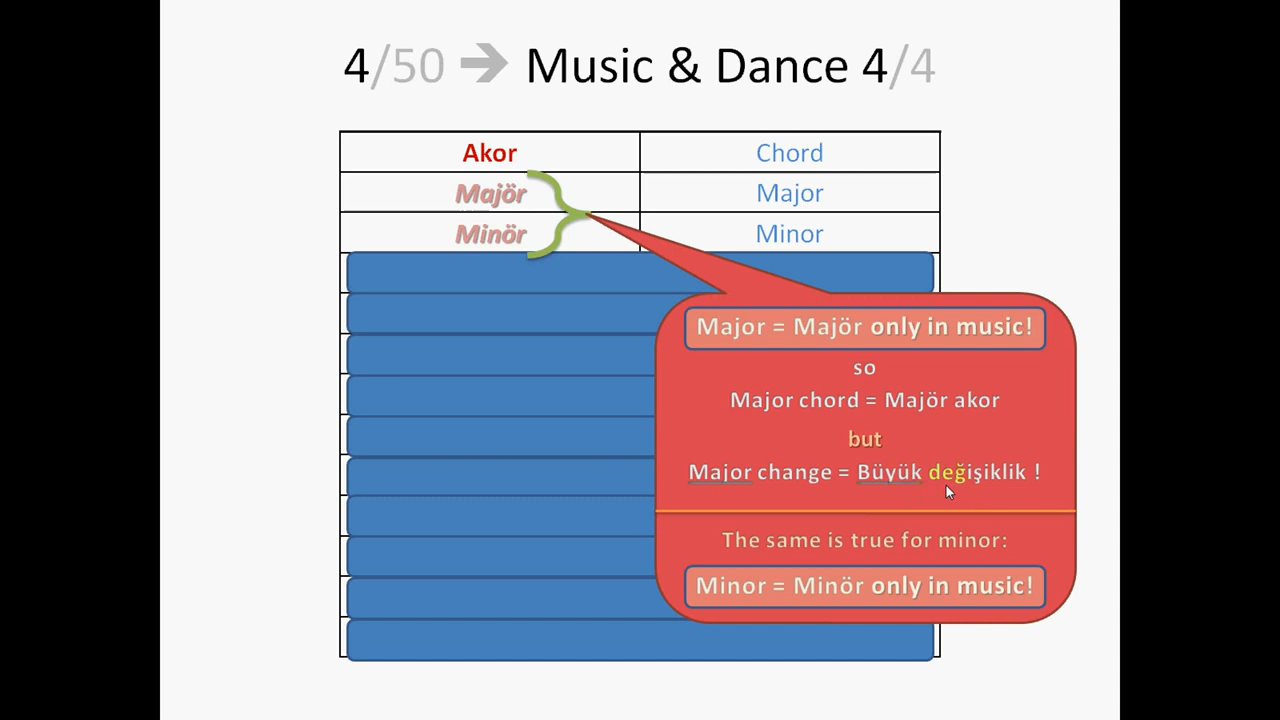 4/50 → Music & Dance 4/4
Akor Chord
Majör Major
Minör Minor
Major = Majör only in music!
so
Major chord = Majör akor
but
Major change = Büyük değişiklik !
The same is true for minor:
Minor = Minör only in music!